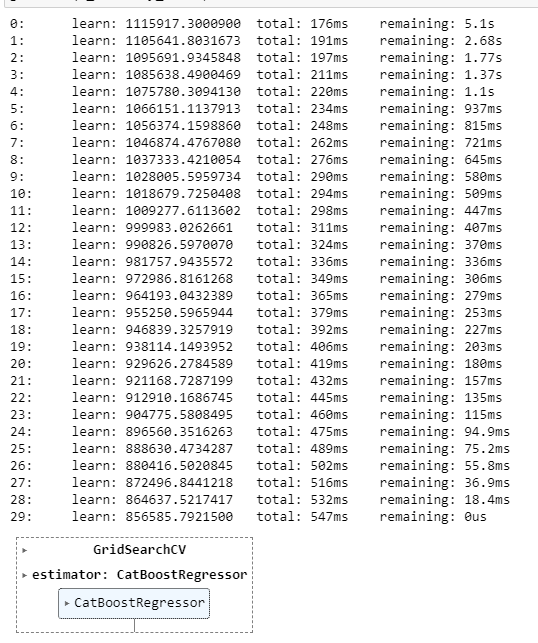 0: learn: 1115917.3000900 total: 176ms remaining: 5.1s
1: learn: 1105641.8031673 total: 191ms remaining: 2.68s
2: learn: 1095691.9345848 total: 197ms remaining: 1.77s
3: learn: 1085638.4900469 total: 211ms remaining: 1.37s
4: learn: 1075780.3094130 total: 220ms remaining: 1.1s
5: learn: 1066151.1137913 total: 234ms remaining: 937ms
6: learn: 1056374.1598860 total: 248ms remaining: 815ms
7: learn: 1046874.4767080 total: 262ms remaining: 721ms
8: learn: 1037333.4210054 total: 276ms remaining: 645ms
9: learn: 1028005.5959734 total: 290ms remaining: 580ms
10: learn: 1018679.7250408 total: 294ms remaining: 509ms
11: learn: 1009277.6113602 total: 298ms remaining: 447ms
12: learn: 999983.0262661 total: 311ms remaining: 407ms
13: learn: 990826.5970070 total: 324ms remaining: 370ms
14: learn: 981757.9435572 total: 336ms remaining: 336ms
15: learn: 972986.8161268 total: 349ms remaining: 306ms
16: learn: 964193.0432389 total: 365ms remaining: 279ms
17: learn: 955250.5965944 total: 379ms remaining: 253ms
18: learn: 946839.3257919 total: 392ms remaining: 227ms
19: learn: 938114.1493952 total: 406ms remaining: 203ms
20: learn: 929626.2784589 total: 419ms remaining: 180ms
21: learn: 921168.7287199 total: 432ms remaining: 157ms
22: learn: 912910.1686745 total: 445ms remaining: 135ms
23: learn: 904775.5808495 total: 460ms remaining: 115ms
24: learn: 896560.3516263 total: 475ms remaining: 94.9ms
25: learn: 888630.4734287 total: 489ms remaining: 75.2ms
26: learn: 880416.5020845 total: 502ms remaining: 55.8ms
27: learn: 872496.8441218 total: 516ms remaining: 36.9ms
28: learn: 864637.5217417 total: 532ms remaining: 18.4ms
29: learn: 856585.7921500 total: 547ms remaining: 0us
GridSearchCV
estimator: CatBoostRegressor
CatBoostRegressor